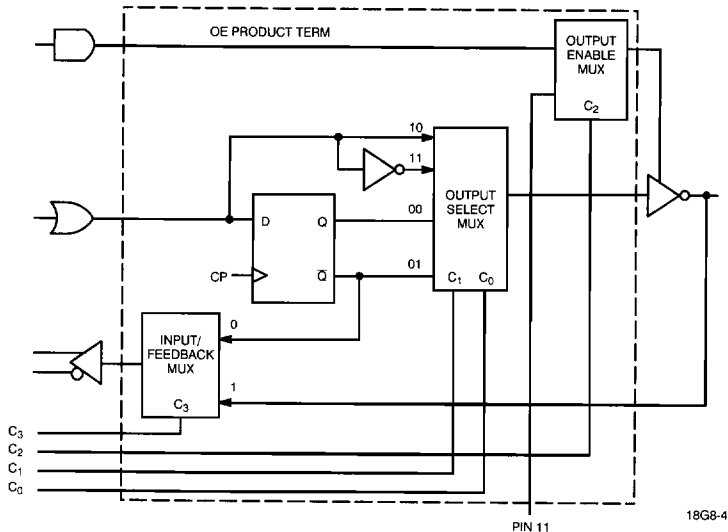 OE PRODUCT TERM
OUTPUT
ENABLE
MUX
C2
10
11
OUTPUT
SELECT
MUX
00
01
C1 C0
D Q
CP Q̅
0
INPUT/
FEEDBACK
MUX
C3
1
C3
C2
C1
C0
PIN 11
18G8-4